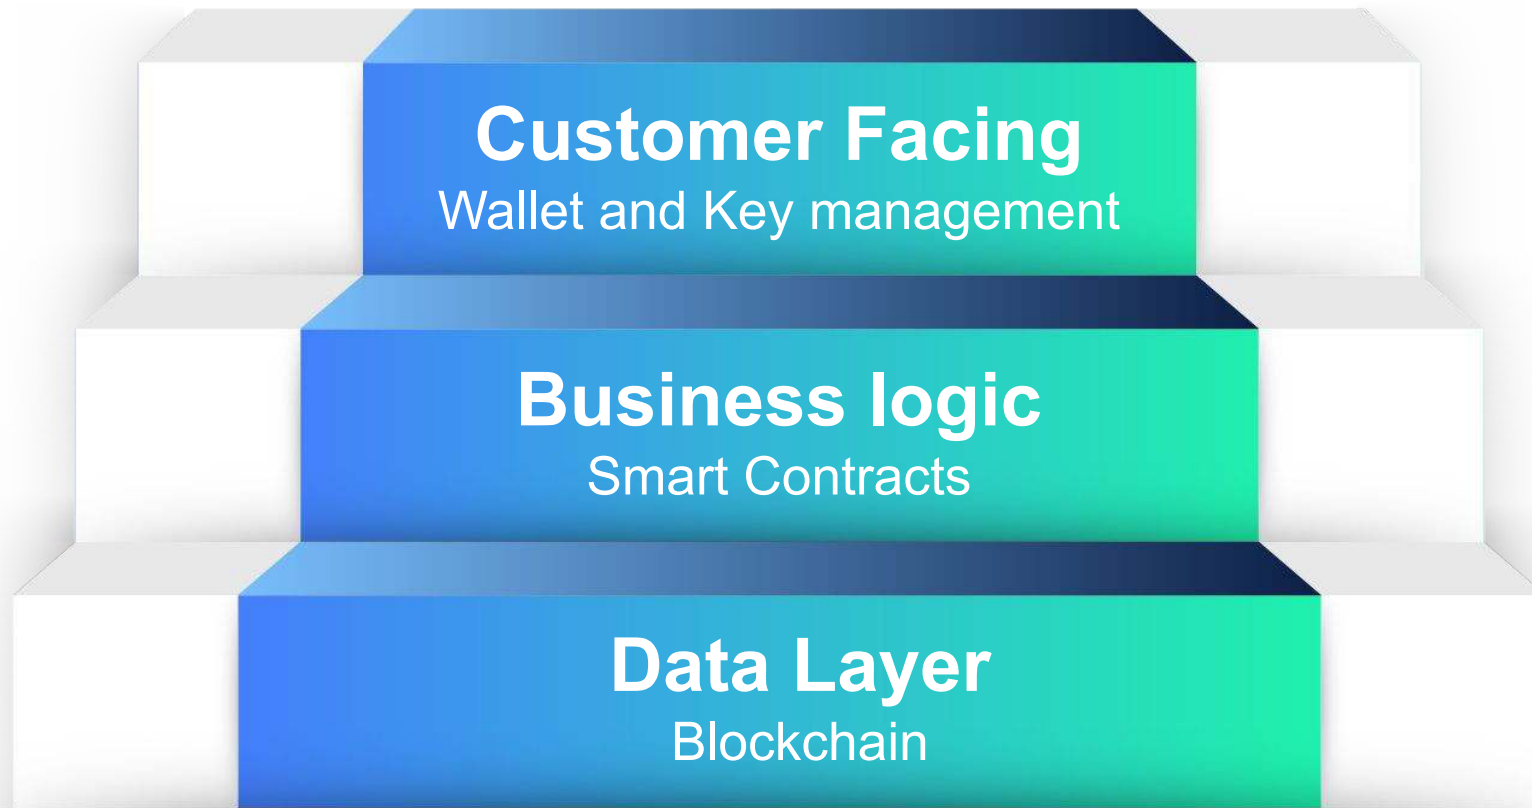 Customer Facing
Wallet and Key management
Business logic
Smart Contracts
Data Layer
Blockchain